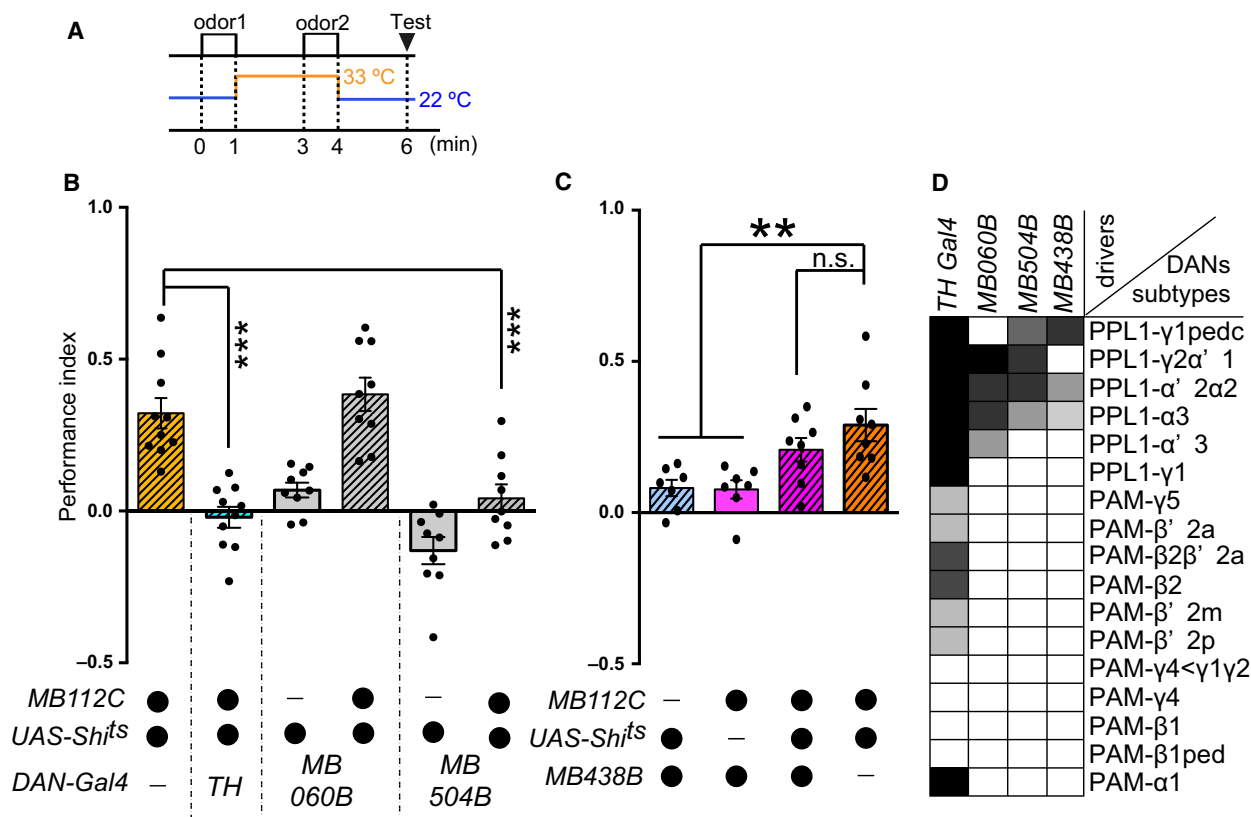 A
odor1 odor2 Test
33 ºC
22 ºC
0 1 3 4 6 (min)
B
1.0
0.5
0.0
−0.5
Performance index
***
***
MB112C – –
UAS-Shi^ts
DAN-Gal4 – TH MB 060B MB 504B
C
1.0
0.5
0.0
−0.5
**
n.s.
MB112C –
UAS-Shi^ts –
MB438B –
D
TH Gal4
MB060B
MB504B
MB438B
drivers
DANs subtypes
PPL1-γ1pedc
PPL1-γ2α' 1
PPL1-α' 2α2
PPL1-α3
PPL1-α' 3
PPL1-γ1
PAM-γ5
PAM-β' 2a
PAM-β2β' 2a
PAM-β2
PAM-β' 2m
PAM-β' 2p
PAM-γ4<γ1γ2
PAM-γ4
PAM-β1
PAM-β1ped
PAM-α1